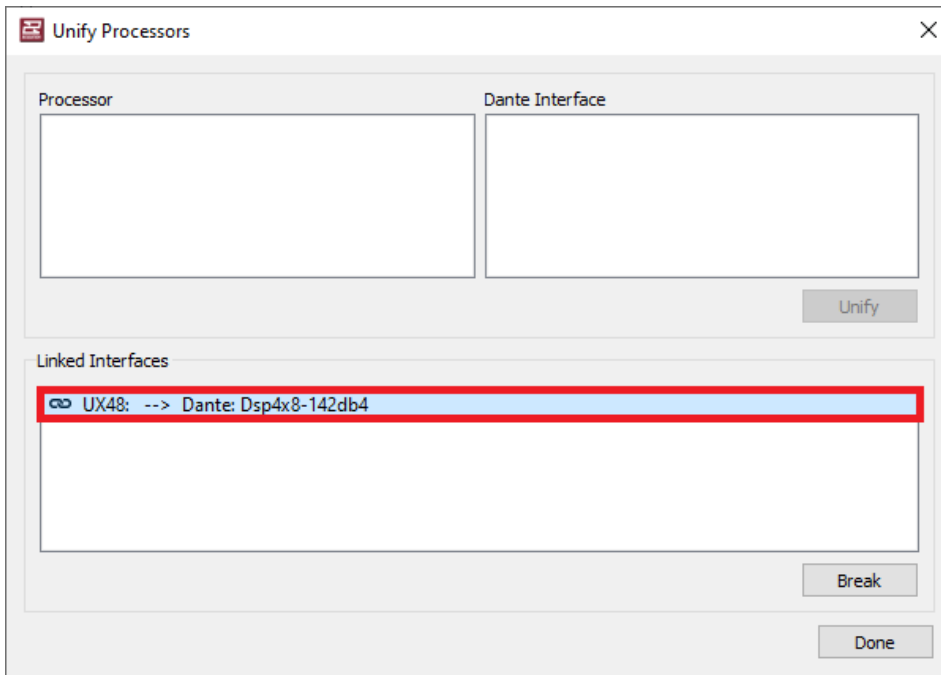 Unify Processors
Processor
Dante Interface
Unify
Linked Interfaces
UX48: --> Dante: Dsp4x8-142db4
Break
Done